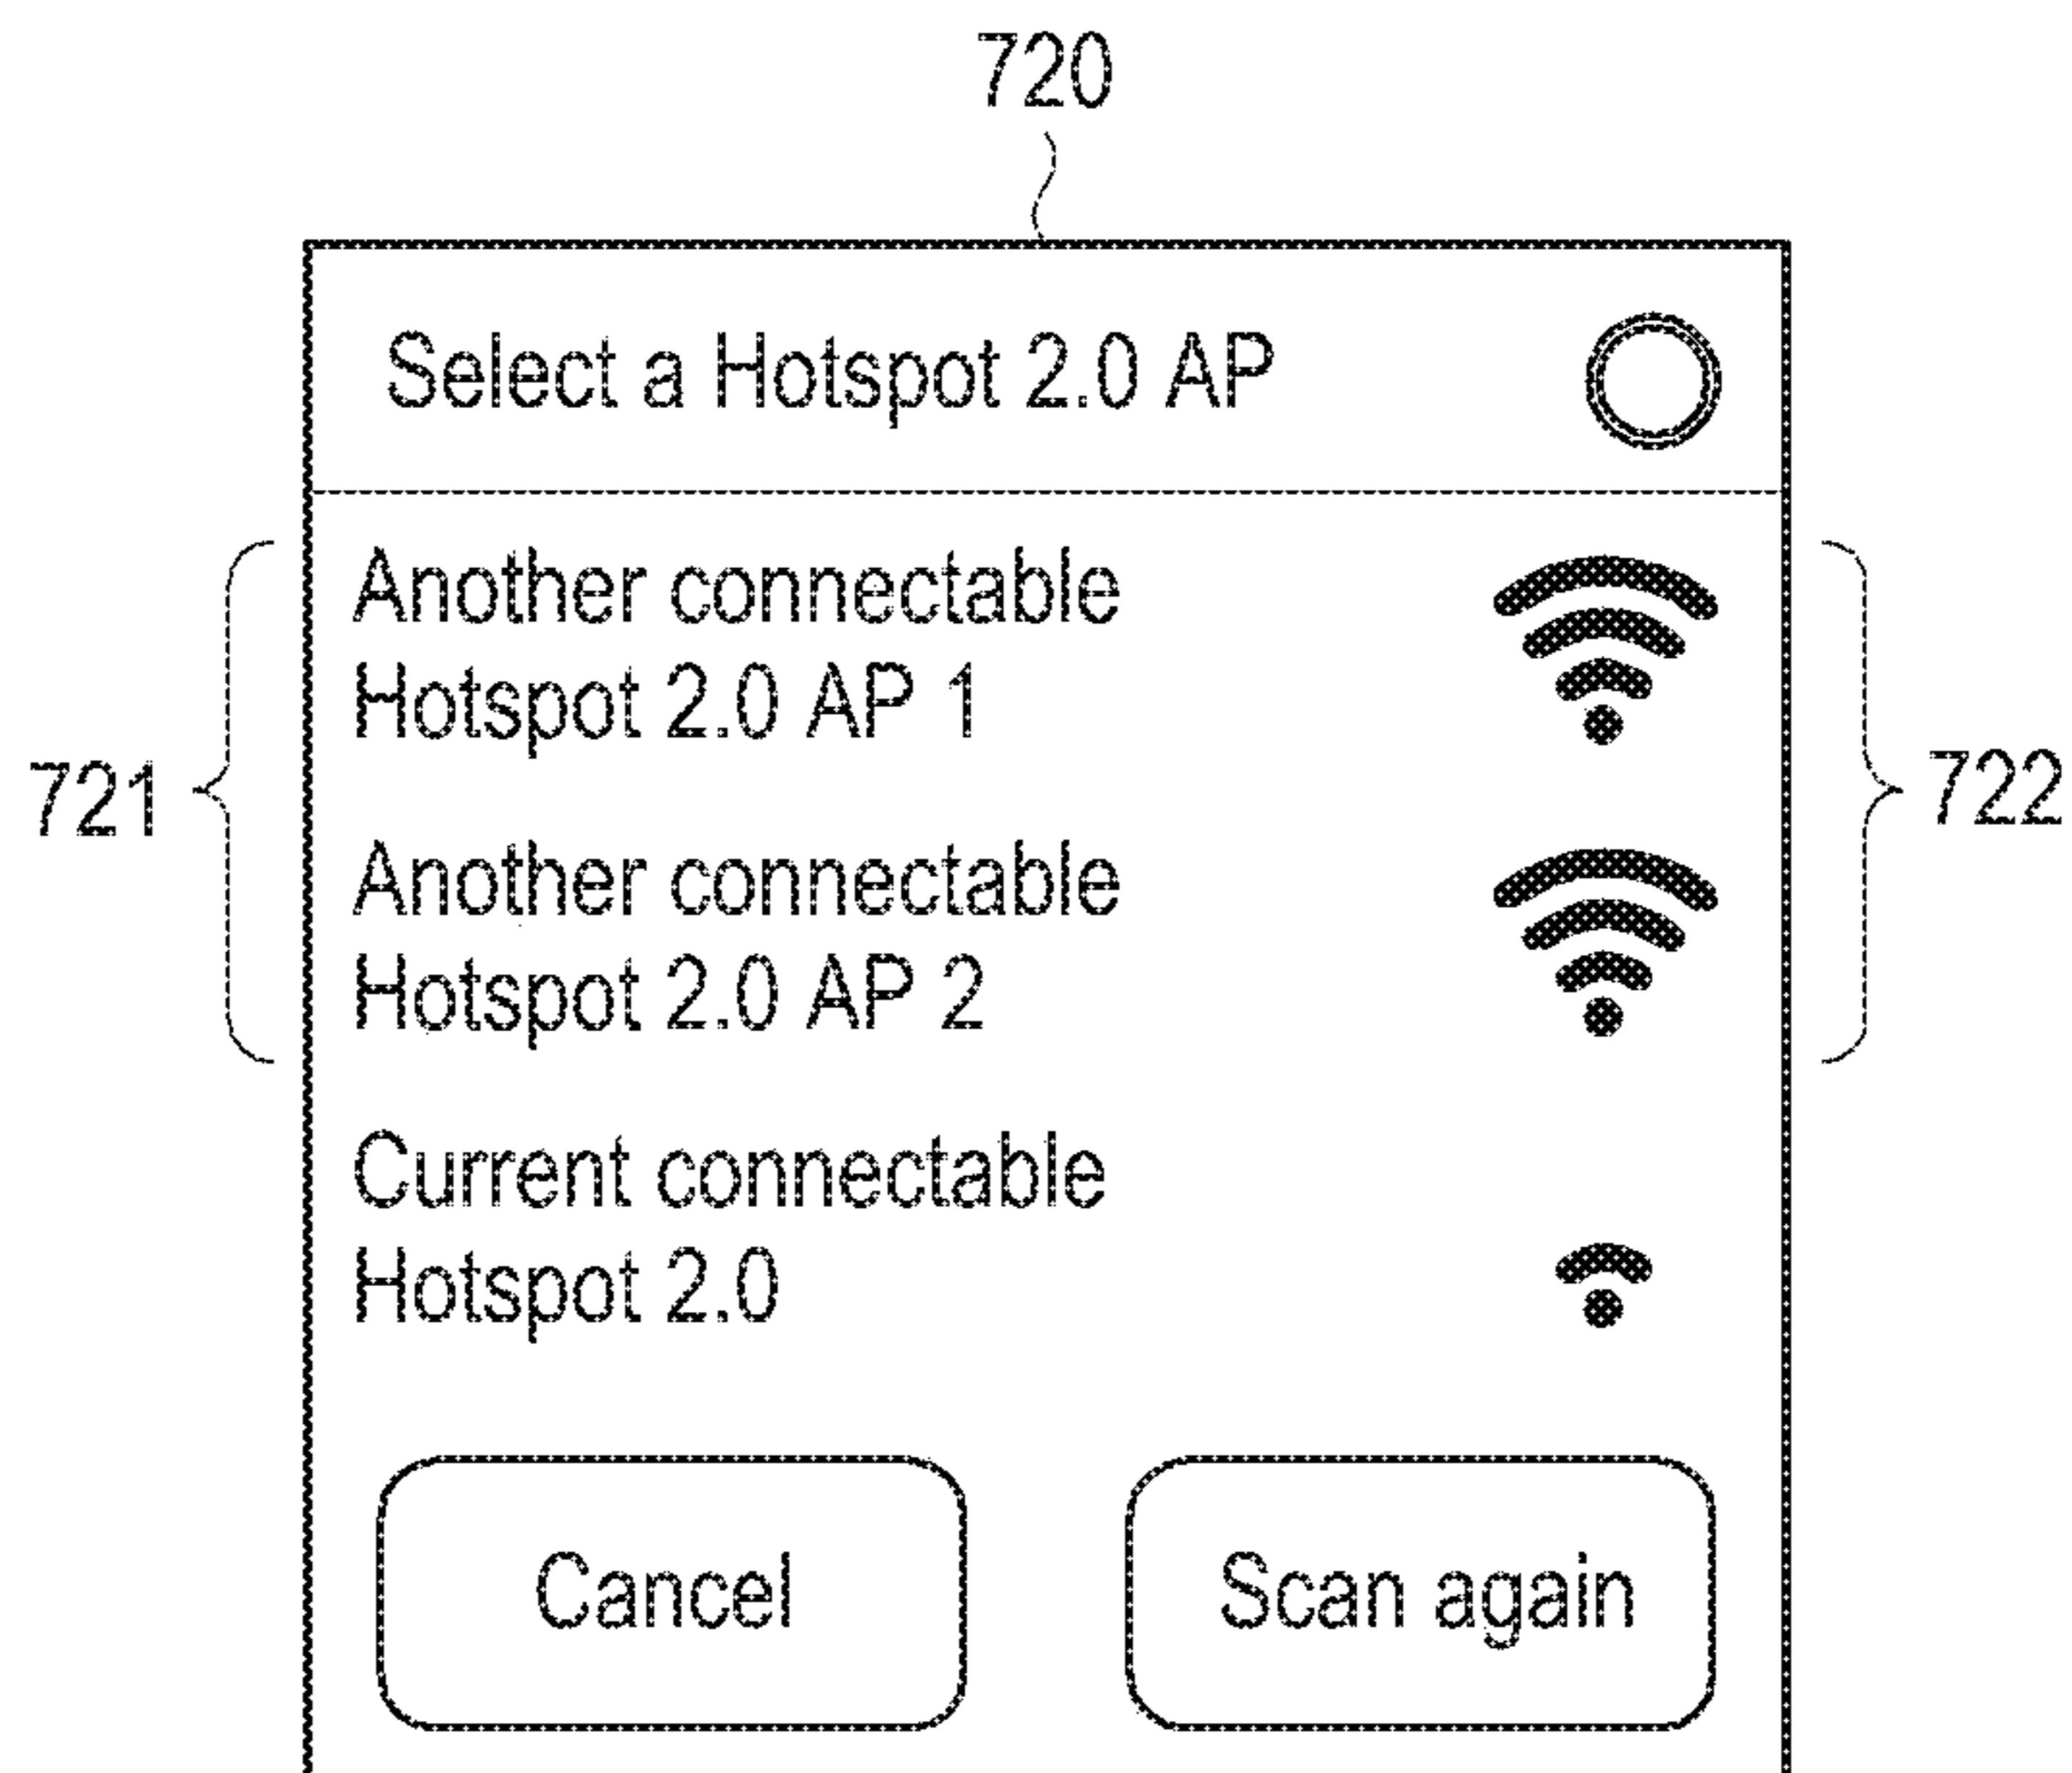 720
Select a Hotspot 2.0 AP
Another connectable
Hotspot 2.0 AP 1
721
722
Another connectable
Hotspot 2.0 AP 2
Current connectable
Hotspot 2.0
Cancel
Scan again